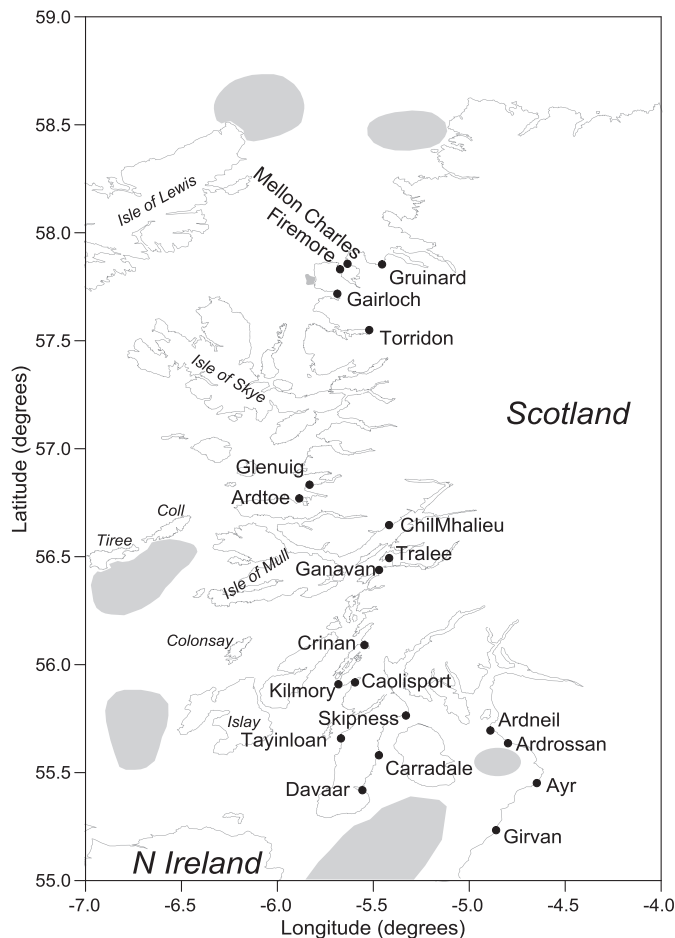 59.0
58.5
58.0
57.5
57.0
56.5
56.0
55.5
55.0
Latitude (degrees)
Isle of Lewis
Mellon Charles
Firemore
Gruinard
Gairloch
Torridon
Isle of Skye
Scotland
Glenuig
Ardtoe
Coll
ChilMhalieu
Tiree
Tralee
Ganavan
Isle of Mull
Colonsay
Crinan
Caolisport
Kilmory
Skipness
Islay
Ardneil
Tayinloan
Ardrossan
Carradale
Davaar
Ayr
Girvan
N Ireland
-7.0 -6.5 -6.0 -5.5 -5.0 -4.5 -4.0
Longitude (degrees)